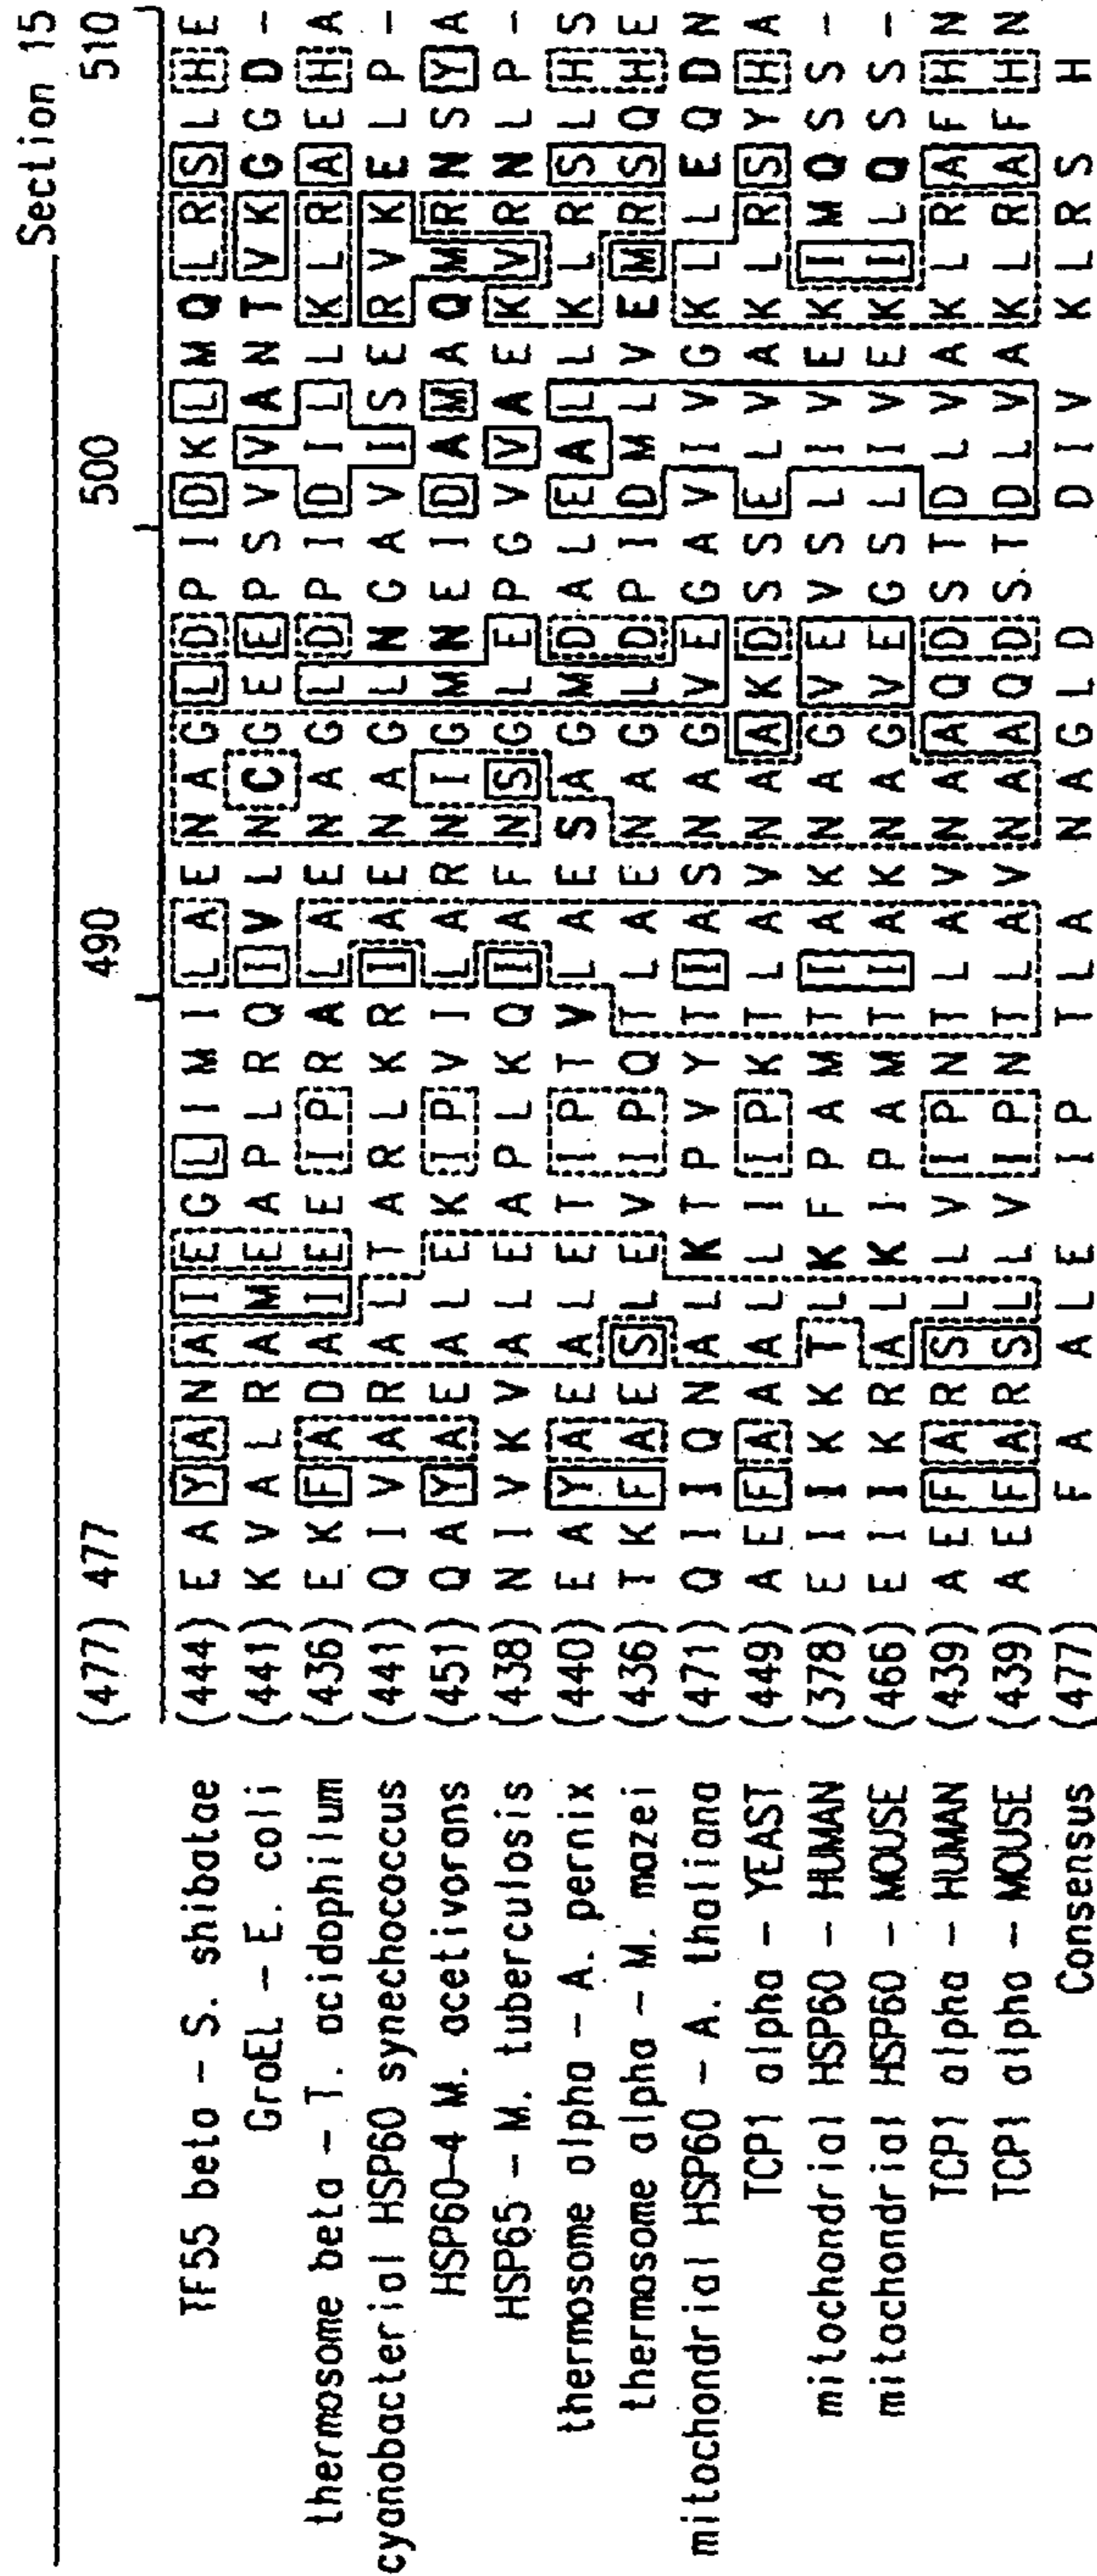 Section 15
(477) 477 490 500 510
TF55 beta – S. shibatae (444) E A Y A N A I E G L I M I L A E N A G L D P I D K L M Q L R S L H E
GroEL – E. coli (441) K V A L R A M E A P L R Q I V L N C G E E P S V V A N T V K G G D -
thermosome beta – T. acidophilum (436) E K F A D A I E E I P R A L A E N A G L D P I D I L L K L R A E H A
cyanobacterial HSP60 synechococcus (441) Q I V A R A L T A R L K R I A E N A G L N G A V I S E R V K E L P -
HSP60–4 M. acetivorans (451) Q A Y A E A L E K I P V I L A R N I G M N E I D A M A Q M R N S Y A
HSP65 – M. tuberculosis (438) N I V K V A L E A P L K Q I A F N S G L E P G V V A E K V R N L P -
thermosome alpha – A. pernix (440) E A Y A E A L E T I P T V L A E S A G M D A L E A L L K L R S L H S
thermosome alpha – M. mazei (436) T K F A E S L E V I P Q T L A E N A G L D P I D M L V E M R S Q H E
mitochondrial HSP60 – A. thaliana (471) Q I I Q N A L K T P V Y T I A S N A G V E G A V I V G K L L E Q D N
TCP1 alpha – YEAST (449) A E F A A A L L I I P K T L A V N A A K D S S E L V A K L R S Y H A
mitochondrial HSP60 – HUMAN (378) E I I K K T L K F P A M T I A K N A G V E V S L I V E K I M Q S S -
mitochondrial HSP60 – MOUSE (466) E I I K R A L K I P A M T I A K N A G V E G S L I V E K I L Q S S -
TCP1 alpha – HUMAN (439) A E F A R S L L V I P N T L A V N A A Q D S T D L V A K L R A F H N
TCP1 alpha – MOUSE (439) A E F A R S L L V I P N T L A V N A A Q D S T D L V A K L R A F H N
Consensus (477) F A A L E I P T L A N A G L D D I V K L R S H